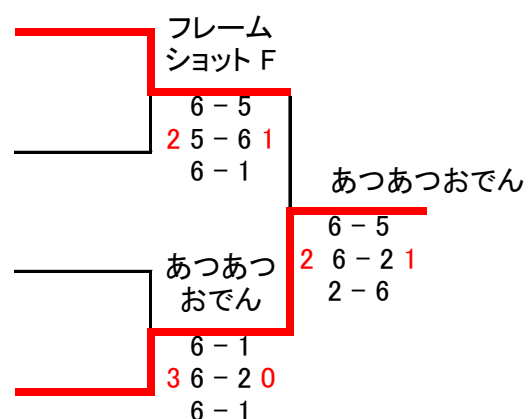 フレーム
ショット F
6 － 5
2 5 － 6 1
6 － 1
あつあつおでん
6 － 5
2 6 － 2 1
2 － 6
あつあつ
おでん
6 － 1
3 6 － 2 0
6 － 1